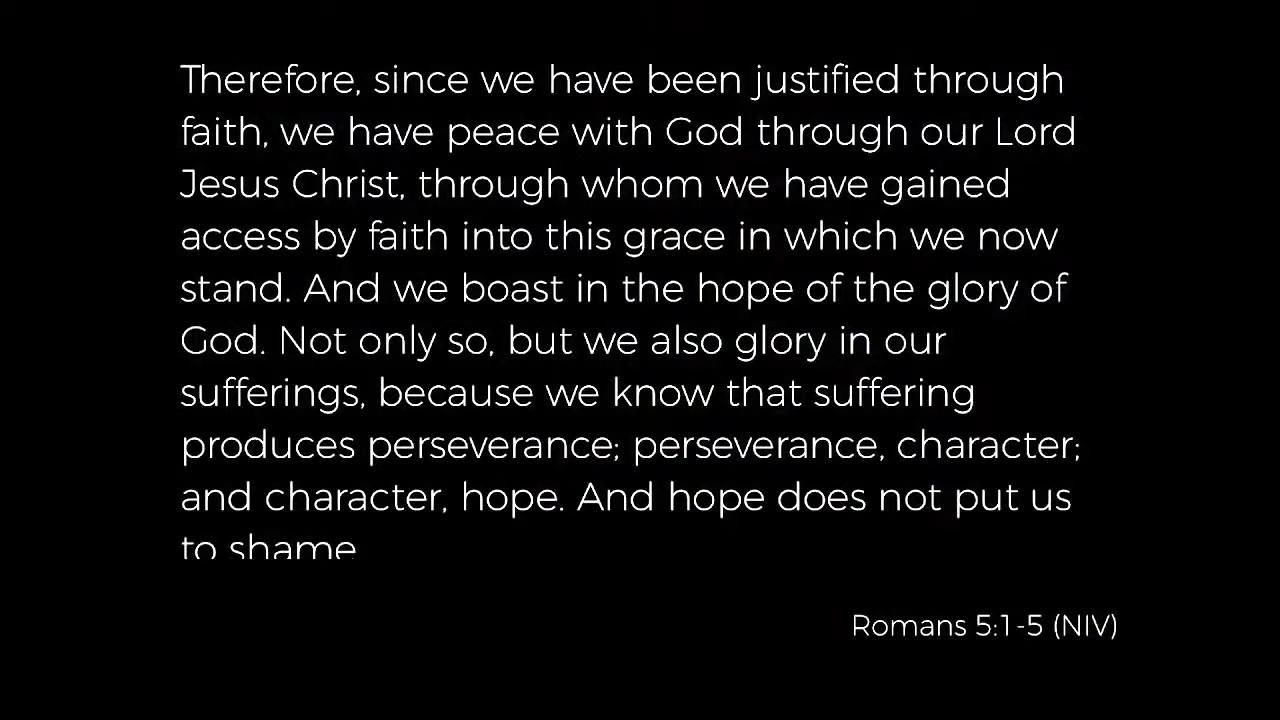 Therefore, since we have been justified through
faith, we have peace with God through our Lord
Jesus Christ, through whom we have gained
access by faith into this grace in which we now
stand. And we boast in the hope of the glory of
God. Not only so, but we also glory in our
sufferings, because we know that suffering
produces perseverance; perseverance, character;
and character, hope. And hope does not put us
to shame
Romans 5:1-5 (NIV)